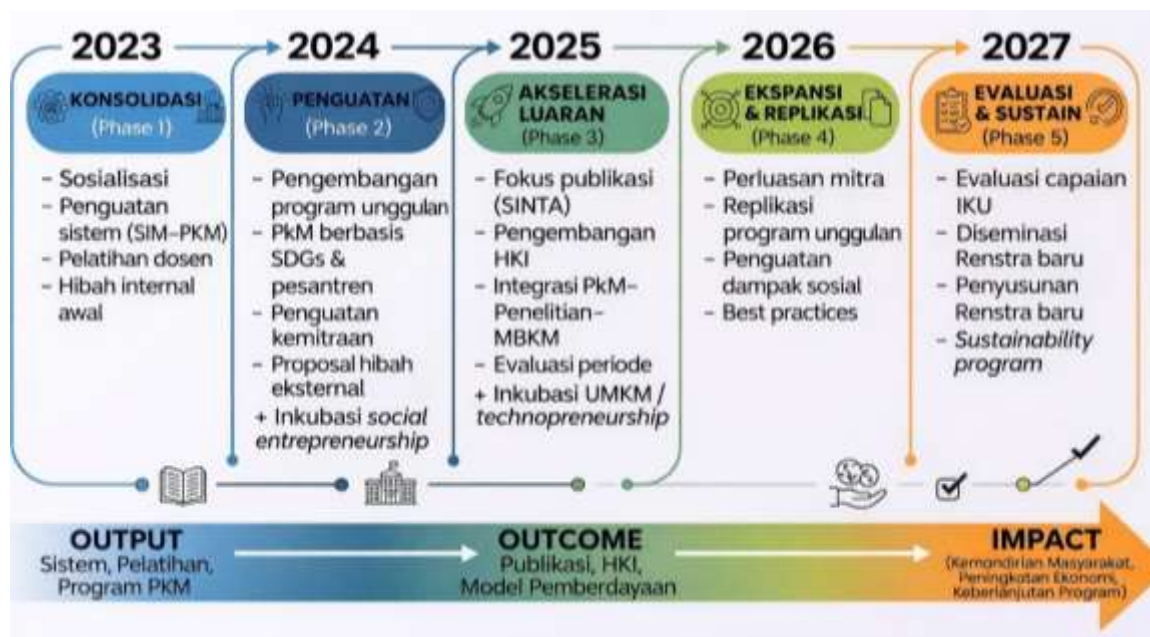 2023
2024
2025
2026
2027
KONSOLIDASI
(Phase 1)
PENGUATAN
(Phase 2)
AKSELERASI
LUARAN
(Phase 3)
EKSPANSI
& REPLIKASI
(Phase 4)
EVALUASI
& SUSTAIN
(Phase 5)
- Sosialisasi
- Penguatan
sistem (SIM-PKM)
- Pelatihan dosen
- Hibah internal
awal
- Pengembangan
program unggulan
- PkM berbasis
SDGs &
pesantren
- Penguatan
kemitraan
- Proposal hibah
eksternal
+ Inkubasi social
entrepreneurship
- Fokus publikasi
(SINTA)
- Pengembangan
HKI
- Integrasi PkM-
Penelitian-
MBKM
- Evaluasi periode
+ Inkubasi UMKM /
technopreneurship
- Perluasan mitra
- Replikasi
program unggulan
- Penguatan
dampak sosial
- Best practices
- Evaluasi capaian
IKU
- Diseminasi
Renstra baru
- Penyusunan
Renstra baru
- Sustainability
program
OUTPUT
Sistem, Pelatihan,
Program PKM
OUTCOME
Publikasi, HKI,
Model Pemberdayaan
IMPACT
(Kemondirian Masyarakat,
Peningkatan Ekonomi,
Keberlanjutan Program)